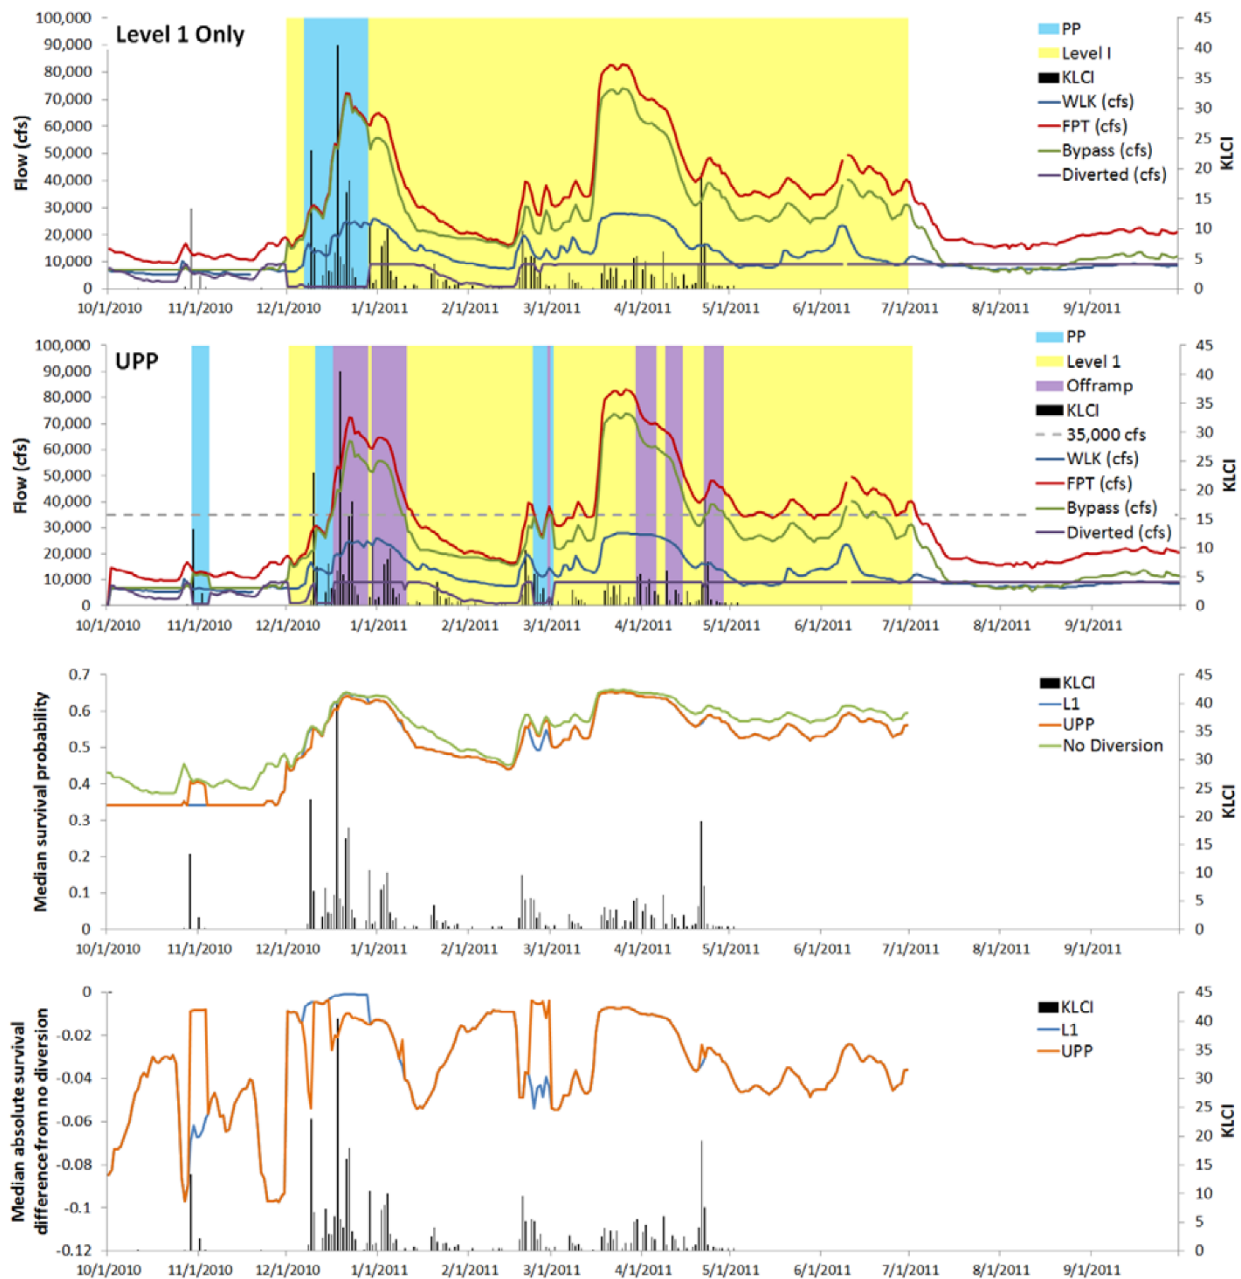 Level 1 Only
Flow (cfs)
100,000
90,000
80,000
70,000
60,000
50,000
40,000
30,000
20,000
10,000
0
45
40
35
30
25
20
15
10
5
0
KLCI
PP
Level I
KLCI
WLK (cfs)
FPT (cfs)
Bypass (cfs)
Diverted (cfs)
10/1/2010 11/1/2010 12/1/2010 1/1/2011 2/1/2011 3/1/2011 4/1/2011 5/1/2011 6/1/2011 7/1/2011 8/1/2011 9/1/2011
UPP
Flow (cfs)
100,000
90,000
80,000
70,000
60,000
50,000
40,000
30,000
20,000
10,000
0
45
40
35
30
25
20
15
10
5
0
KLCI
PP
Level 1
Offramp
KLCI
35,000 cfs
WLK (cfs)
FPT (cfs)
Bypass (cfs)
Diverted (cfs)
10/1/2010 11/1/2010 12/1/2010 1/1/2011 2/1/2011 3/1/2011 4/1/2011 5/1/2011 6/1/2011 7/1/2011 8/1/2011 9/1/2011
Median survival probability
0.7
0.6
0.5
0.4
0.3
0.2
0.1
0
45
40
35
30
25
20
15
10
5
0
KLCI
KLCI
L1
UPP
No Diversion
10/1/2010 11/1/2010 12/1/2010 1/1/2011 2/1/2011 3/1/2011 4/1/2011 5/1/2011 6/1/2011 7/1/2011 8/1/2011 9/1/2011
Median absolute survival
difference from no diversion
0
-0.02
-0.04
-0.06
-0.08
-0.1
-0.12
45
40
35
30
25
20
15
10
5
0
KLCI
KLCI
L1
UPP
10/1/2010 11/1/2010 12/1/2010 1/1/2011 2/1/2011 3/1/2011 4/1/2011 5/1/2011 6/1/2011 7/1/2011 8/1/2011 9/1/2011